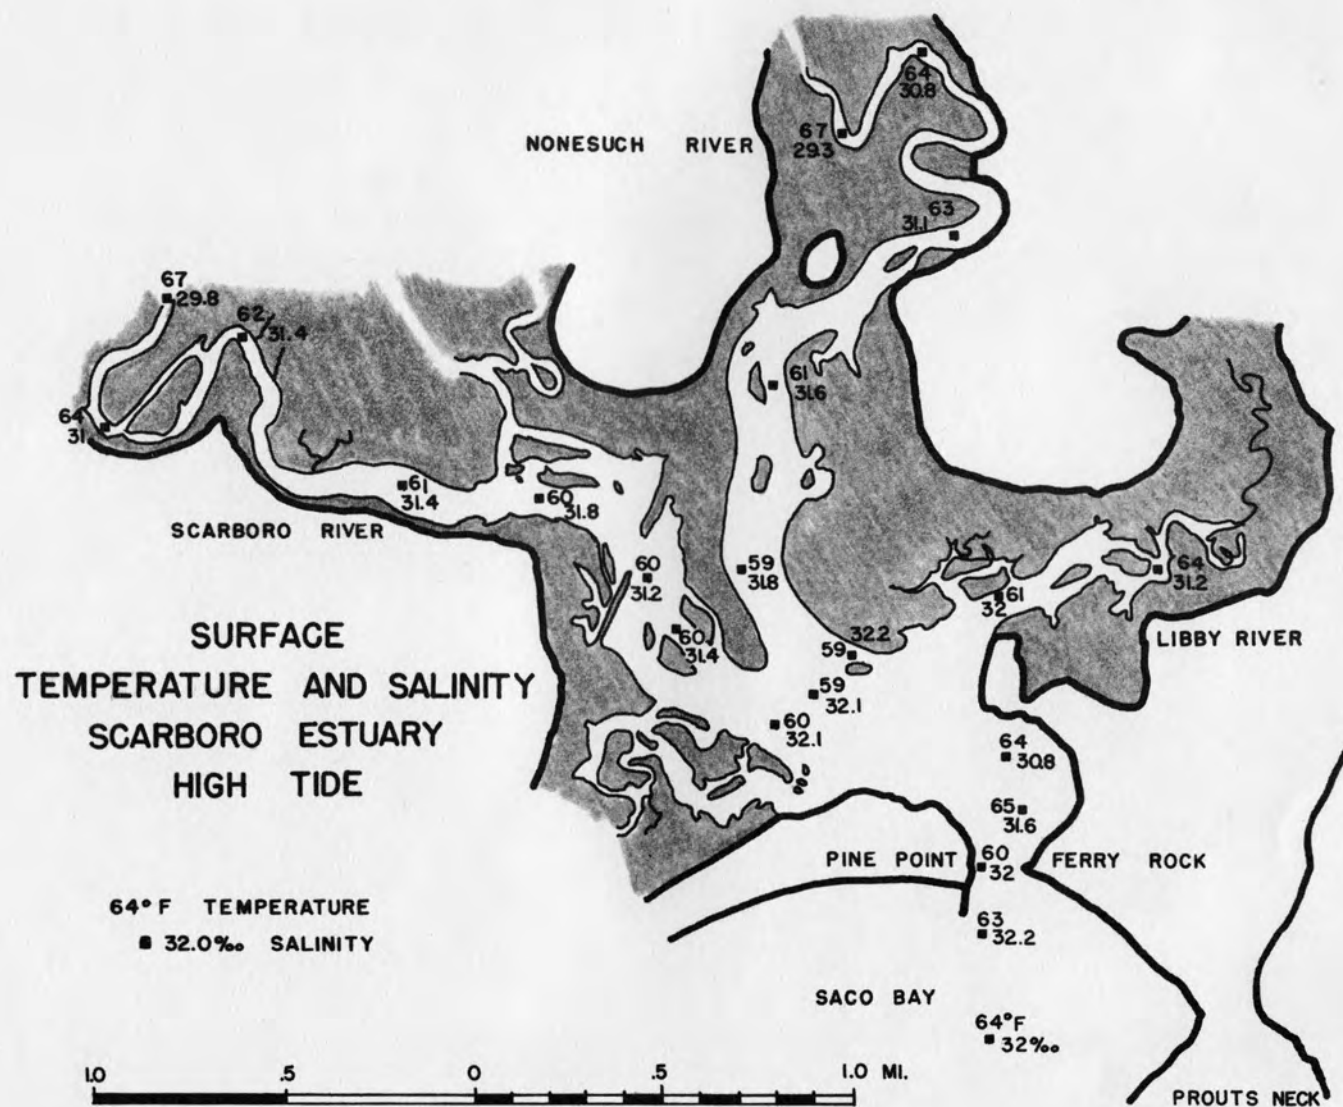 64
30.8
NONESUCH RIVER
67
29.3
63
31.1
67
29.8
62
31.4
61
31.6
64
31
61
31.4
60
31.8
SCARBORO RIVER
60
31.2
59
31.8
64
31.2
61
32
60
31.4
32.2
59
LIBBY RIVER
SURFACE
TEMPERATURE AND SALINITY
SCARBORO ESTUARY
HIGH TIDE
59
32.1
60
32.1
64
30.8
65
31.6
PINE POINT
60
32
FERRY ROCK
64°F TEMPERATURE
32.0‰ SALINITY
63
32.2
SACO BAY
64°F
32‰
1.0 .5 0 .5 1.0 MI.
PROUTS NECK